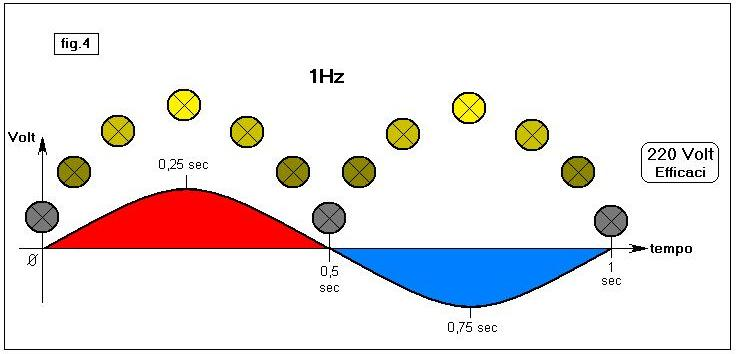 fig.4
1Hz
Volt
0,25 sec
220 Volt
Efficaci
Ø
tempo
0,5
sec
1
sec
0,75 sec